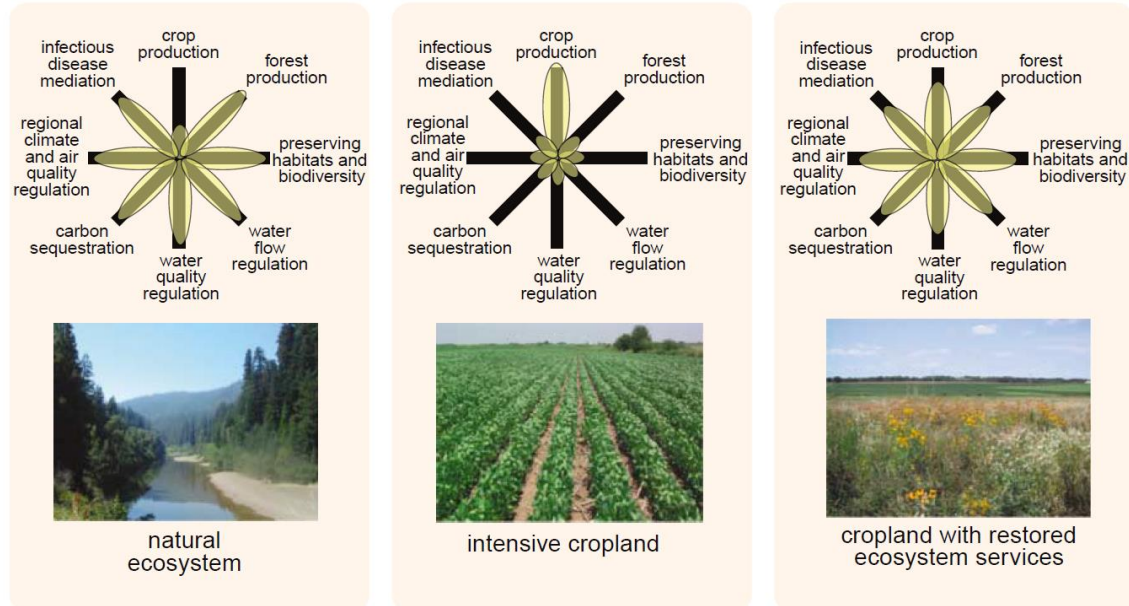 infectious
disease
mediation
crop
production
forest
production
regional
climate
and air
quality
regulation
preserving
habitats and
biodiversity
carbon
sequestration
water
quality
regulation
water
flow
regulation
natural
ecosystem
infectious
disease
mediation
crop
production
forest
production
regional
climate
and air
quality
regulation
preserving
habitats and
biodiversity
carbon
sequestration
water
quality
regulation
water
flow
regulation
intensive cropland
infectious
disease
mediation
crop
production
forest
production
regional
climate
and air
quality
regulation
preserving
habitats and
biodiversity
carbon
sequestration
water
quality
regulation
water
flow
regulation
cropland with restored
ecosystem services